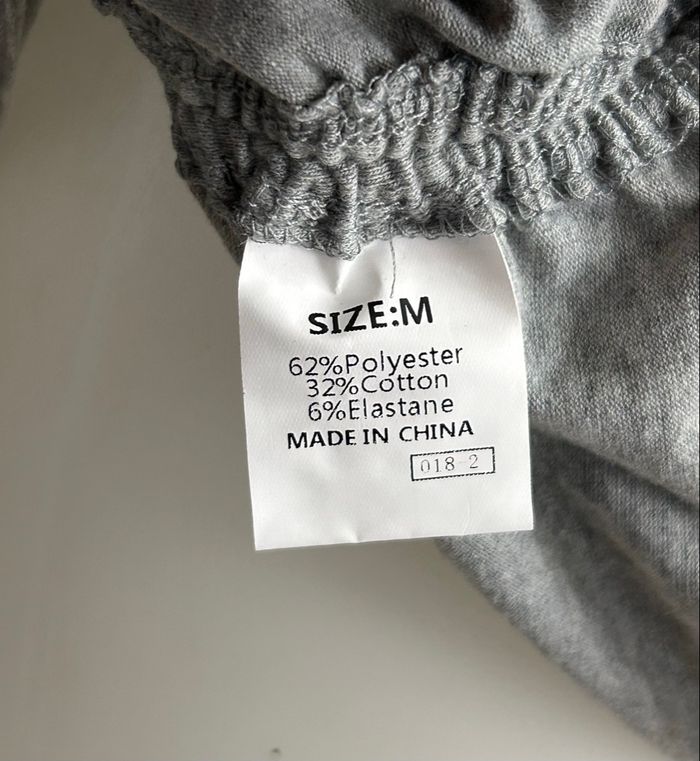 SIZE:M
62%Polyester
32%Cotton
6%Elastane
MADE IN CHINA
018-2